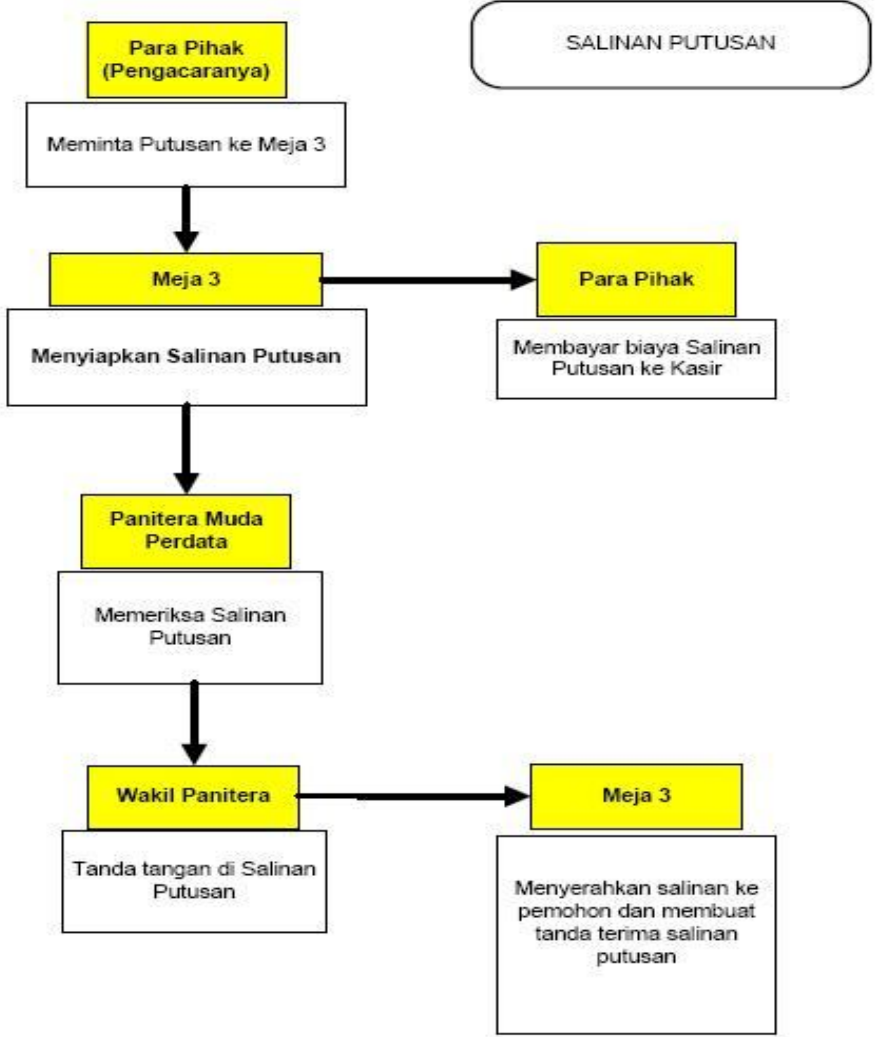 SALINAN PUTUSAN
Para Pihak
(Pengacaranya)
Meminta Putusan ke Meja 3
Meja 3
Menyiapkan Salinan Putusan
Para Pihak
Membayar biaya Salinan
Putusan ke Kasir
Panitera Muda
Perdata
Memeriksa Salinan
Putusan
Wakil Panitera
Tanda tangan di Salinan
Putusan
Meja 3
Menyerahkan salinan ke
pemohon dan membuat
tanda terima salinan
putusan